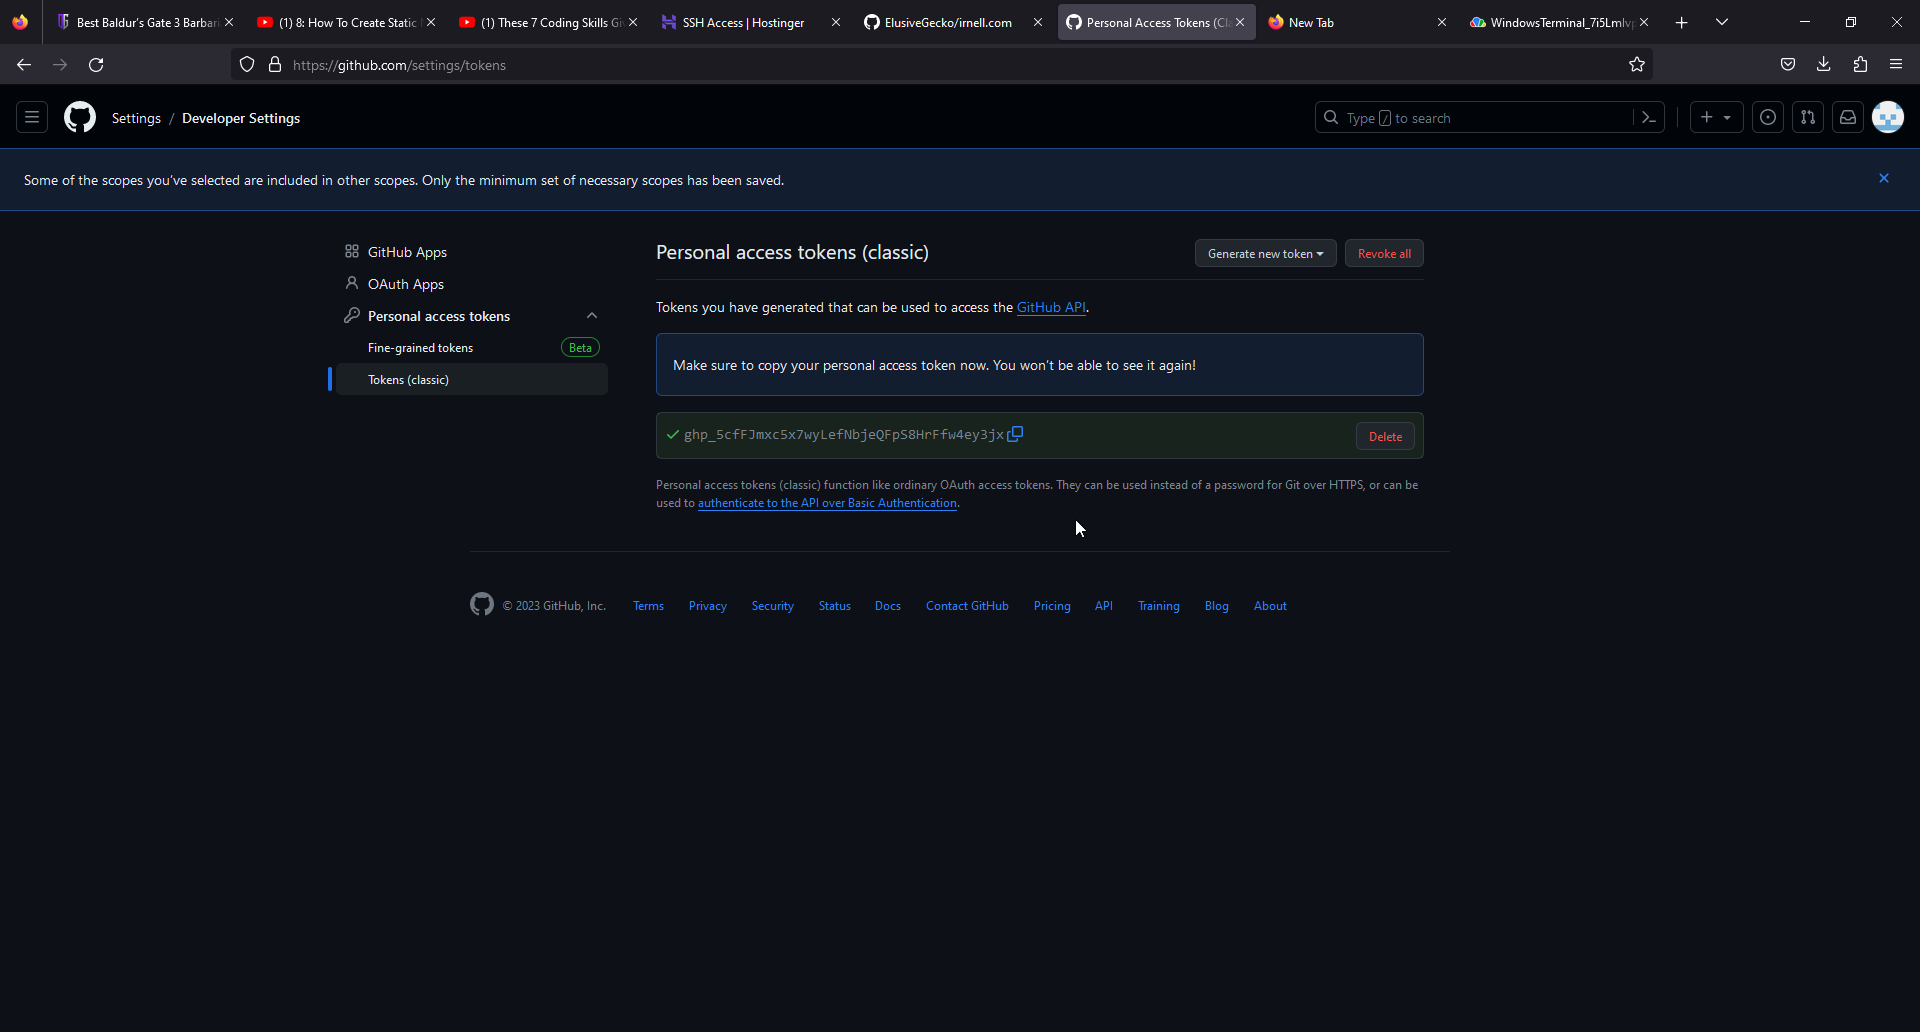 Best Baldur's Gate 3 Barbari
(1) 8: How To Create Static
(1) These 7 Coding Skills Gi
SSH Access | Hostinger
ElusiveGecko/irnell.com
Personal Access Tokens (Cl
New Tab
WindowsTerminal_7i5Lmlvp
https://github.com/settings/tokens
Settings / Developer Settings
Type / to search
Some of the scopes you've selected are included in other scopes. Only the minimum set of necessary scopes has been saved.
GitHub Apps
OAuth Apps
Personal access tokens
Fine-grained tokens
Beta
Tokens (classic)
Personal access tokens (classic)
Generate new token
Revoke all
Tokens you have generated that can be used to access the GitHub API.
Make sure to copy your personal access token now. You won't be able to see it again!
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
Delete
Personal access tokens (classic) function like ordinary OAuth access tokens. They can be used instead of a password for Git over HTTPS, or can be
used to authenticate to the API over Basic Authentication.
© 2023 GitHub, Inc.
Terms
Privacy
Security
Status
Docs
Contact GitHub
Pricing
API
Training
Blog
About